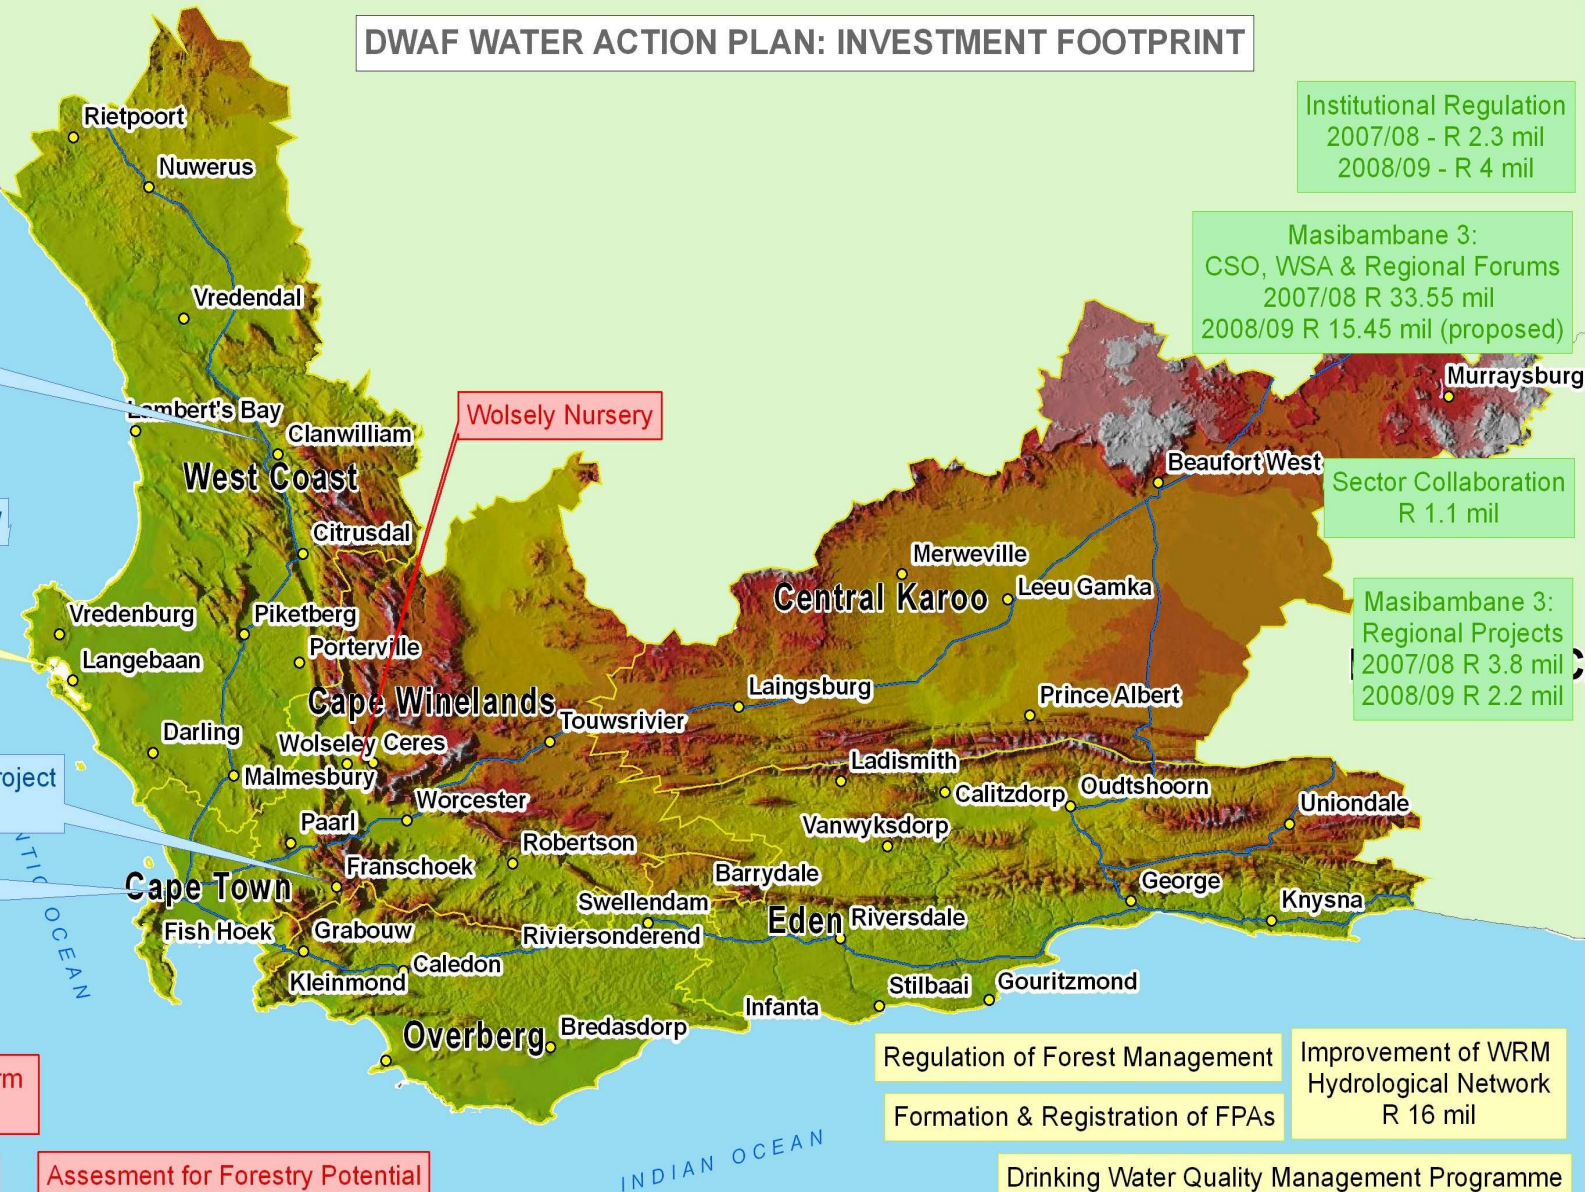 DWAF WATER ACTION PLAN: INVESTMENT FOOTPRINT
Institutional Regulation
2007/08 - R 2.3 mil
2008/09 - R 4 mil
Masibambane 3:
CSO, WSA & Regional Forums
2007/08 R 33.55 mil
2008/09 R 15.45 mil (proposed)
Sector Collaboration
R 1.1 mil
Masibambane 3:
Regional Projects
2007/08 R 3.8 mil
2008/09 R 2.2 mil
Rietpoort
Nuwerus
Vredendal
Lambert's Bay
Clanwilliam
West Coast
Wolsely Nursery
Murraysburg
Beaufort West
Citrusdal
Merweville
Central Karoo
Leeu Gamka
Vredenburg
Piketberg
Porterville
Langebaan
Cape Winelands
Laingsburg
Prince Albert
Touwsrivier
Darling
Wolseley
Ceres
Malmesbury
Ladismith
Calitzdorp
Oudtshoorn
Uniondale
roject
Worcester
Paarl
Vanwyksdorp
Robertson
Franschoek
Barrydale
Cape Town
George
Knysna
Swellendam
Eden
Riversdale
Fish Hoek
Grabouw
Riviersonderend
Caledon
Kleinmond
Stilbaai
Gouritzmond
Infanta
Overberg
Bredasdorp
NTIC OCEAN
INDIAN OCEAN
rm
Assesment for Forestry Potential
Regulation of Forest Management
Formation & Registration of FPAs
Improvement of WRM
Hydrological Network
R 16 mil
Drinking Water Quality Management Programme